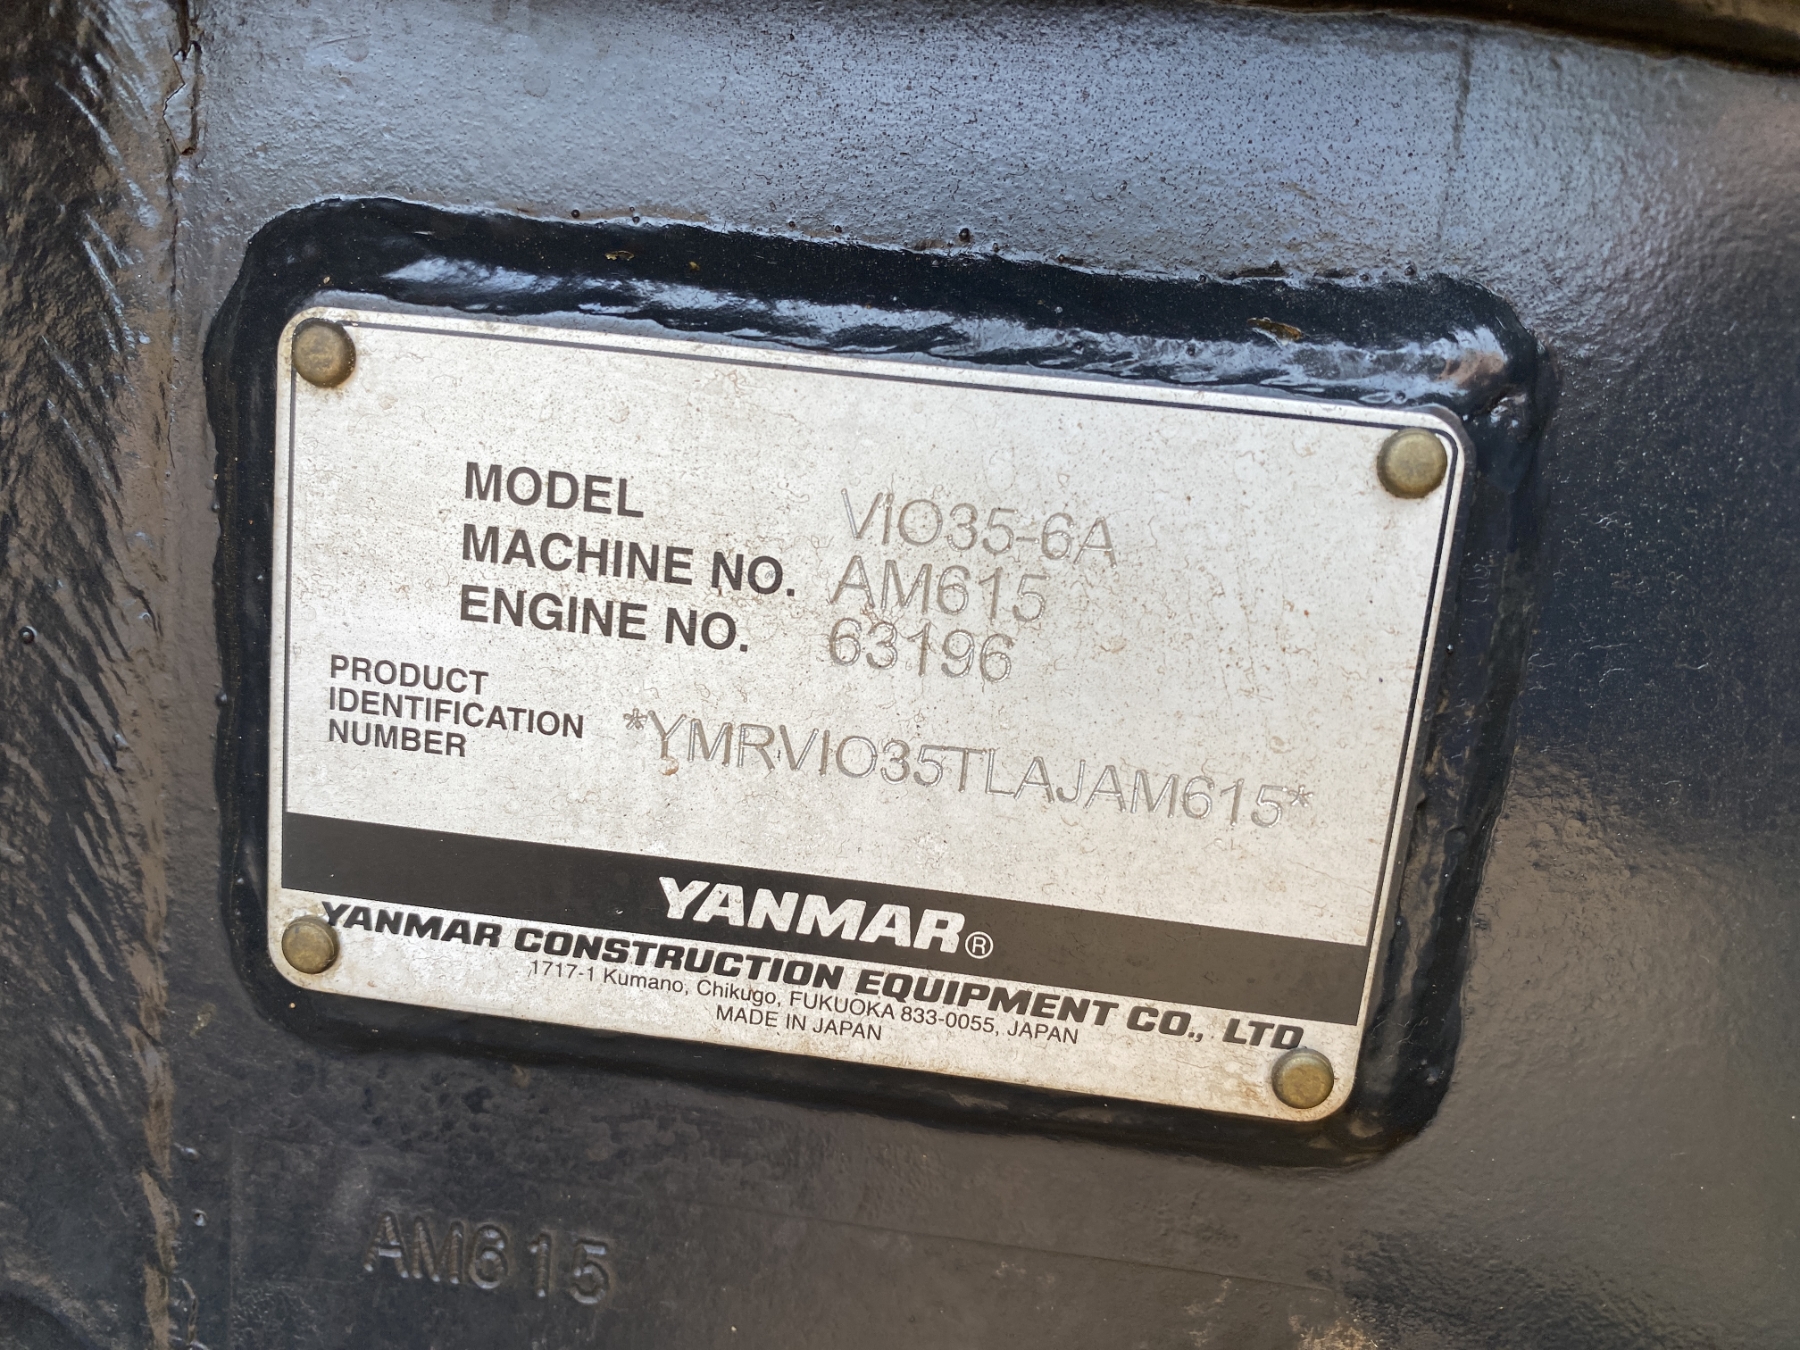 MODEL VIO35-6A
MACHINE NO. AM615
ENGINE NO. 63196
PRODUCT
IDENTIFICATION
NUMBER
*YMRVIO35TLAJAM615*
YANMAR®
YANMAR CONSTRUCTION EQUIPMENT CO., LTD.
1717-1 Kumano, Chikugo, FUKUOKA 833-0055, JAPAN
MADE IN JAPAN
AM615